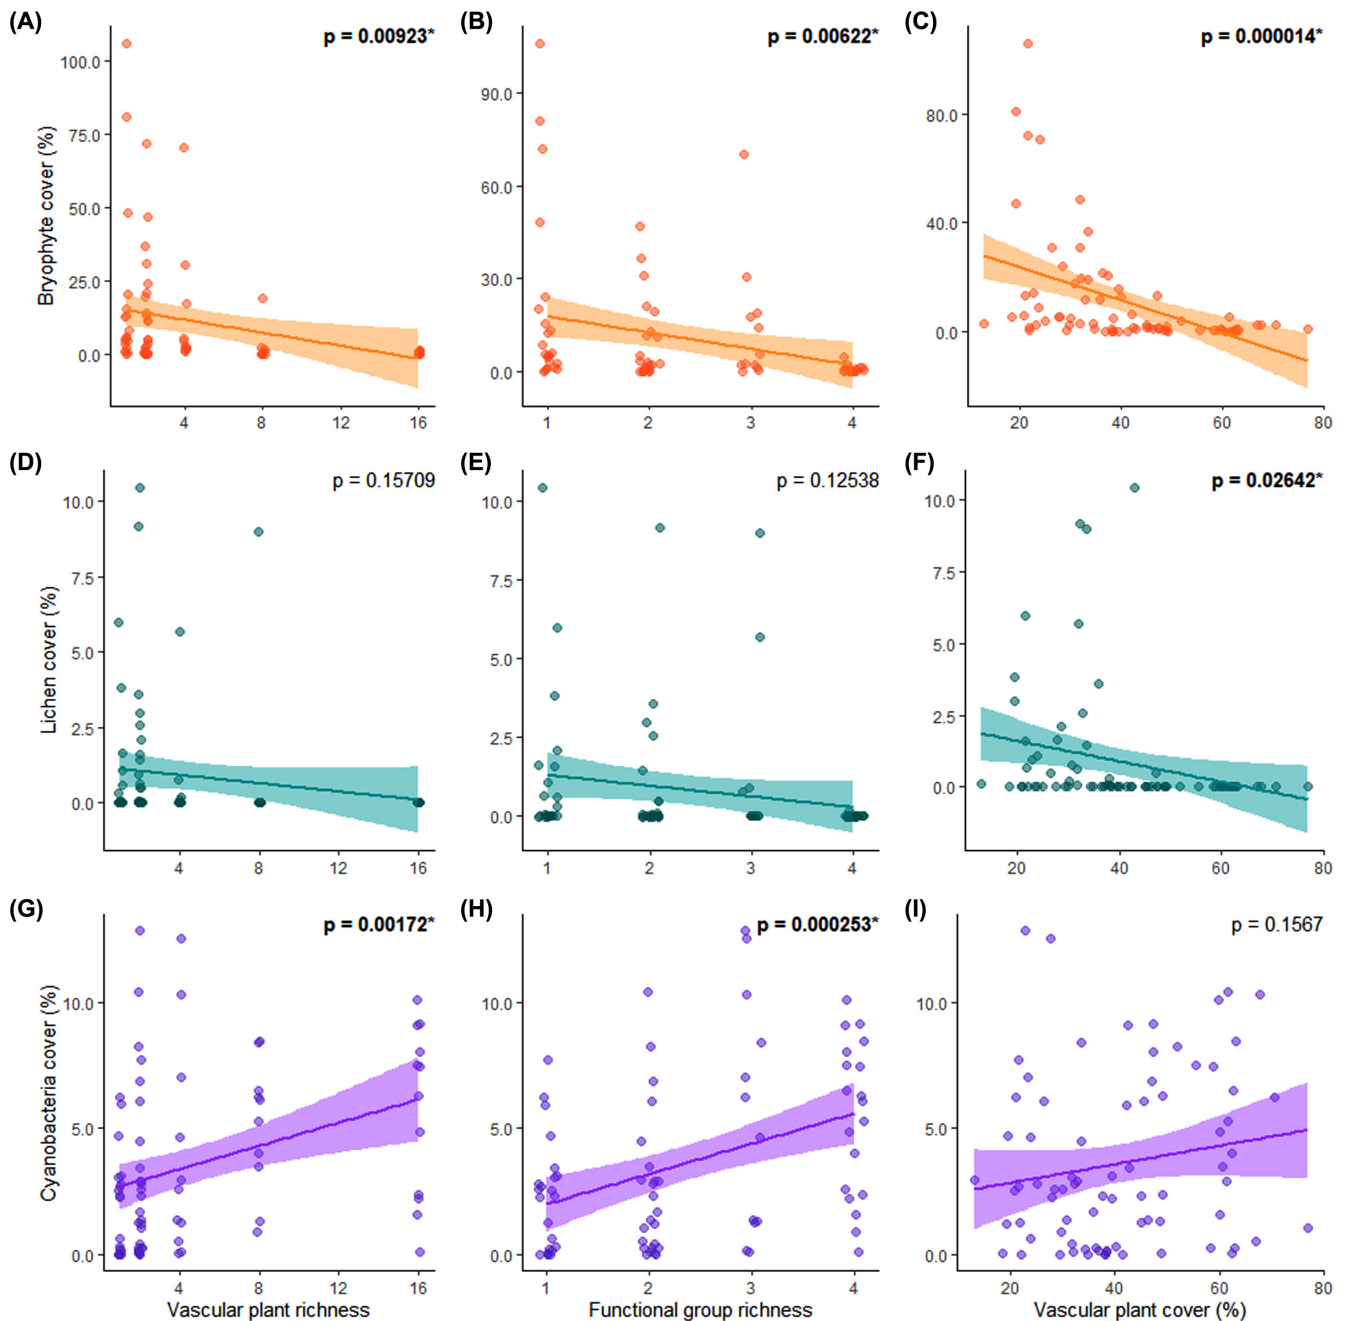 (A) (B) (C)
p = 0.00923* p = 0.00622* p = 0.000014*
Bryophyte cover (%)
100.0
75.0
50.0
25.0
0.0
4 8 12 16
90.0
60.0
30.0
0.0
1 2 3 4
80.0
40.0
0.0
20 40 60 80
(D) (E) (F)
p = 0.15709 p = 0.12538 p = 0.02642*
Lichen cover (%)
10.0
7.5
5.0
2.5
0.0
4 8 12 16
10.0
7.5
5.0
2.5
0.0
1 2 3 4
10.0
7.5
5.0
2.5
0.0
20 40 60 80
(G) (H) (I)
p = 0.00172* p = 0.000253* p = 0.1567
Cyanobacteria cover (%)
10.0
5.0
0.0
4 8 12 16
Vascular plant richness
10.0
5.0
0.0
1 2 3 4
Functional group richness
10.0
5.0
0.0
20 40 60 80
Vascular plant cover (%)